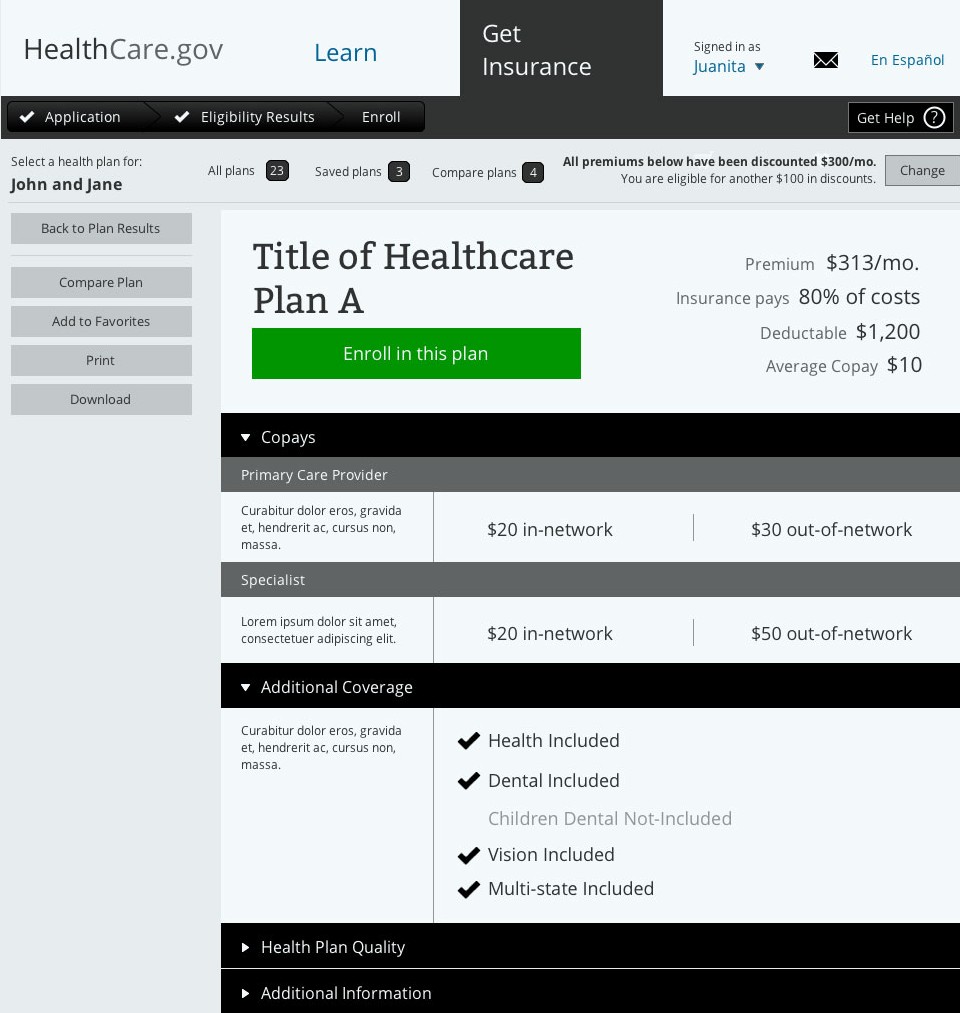 HealthCare.gov
Learn
Get
Insurance
Signed in as
Juanita
En Español
Application
Eligibility Results
Enroll
Get Help ?
Select a health plan for:
John and Jane
All plans 23
Saved plans 3
Compare plans 4
All premiums below have been discounted $300/mo.
You are eligible for another $100 in discounts.
Change
Back to Plan Results
Compare Plan
Add to Favorites
Print
Download
Title of Healthcare
Plan A
Enroll in this plan
Premium $313/mo.
Insurance pays 80% of costs
Deductable $1,200
Average Copay $10
Copays
Primary Care Provider
Curabitur dolor eros, gravida
et, hendrerit ac, cursus non,
massa.
$20 in-network
$30 out-of-network
Specialist
Lorem ipsum dolor sit amet,
consectetuer adipiscing elit.
$20 in-network
$50 out-of-network
Additional Coverage
Curabitur dolor eros, gravida
et, hendrerit ac, cursus non,
massa.
Health Included
Dental Included
Children Dental Not-Included
Vision Included
Multi-state Included
Health Plan Quality
Additional Information